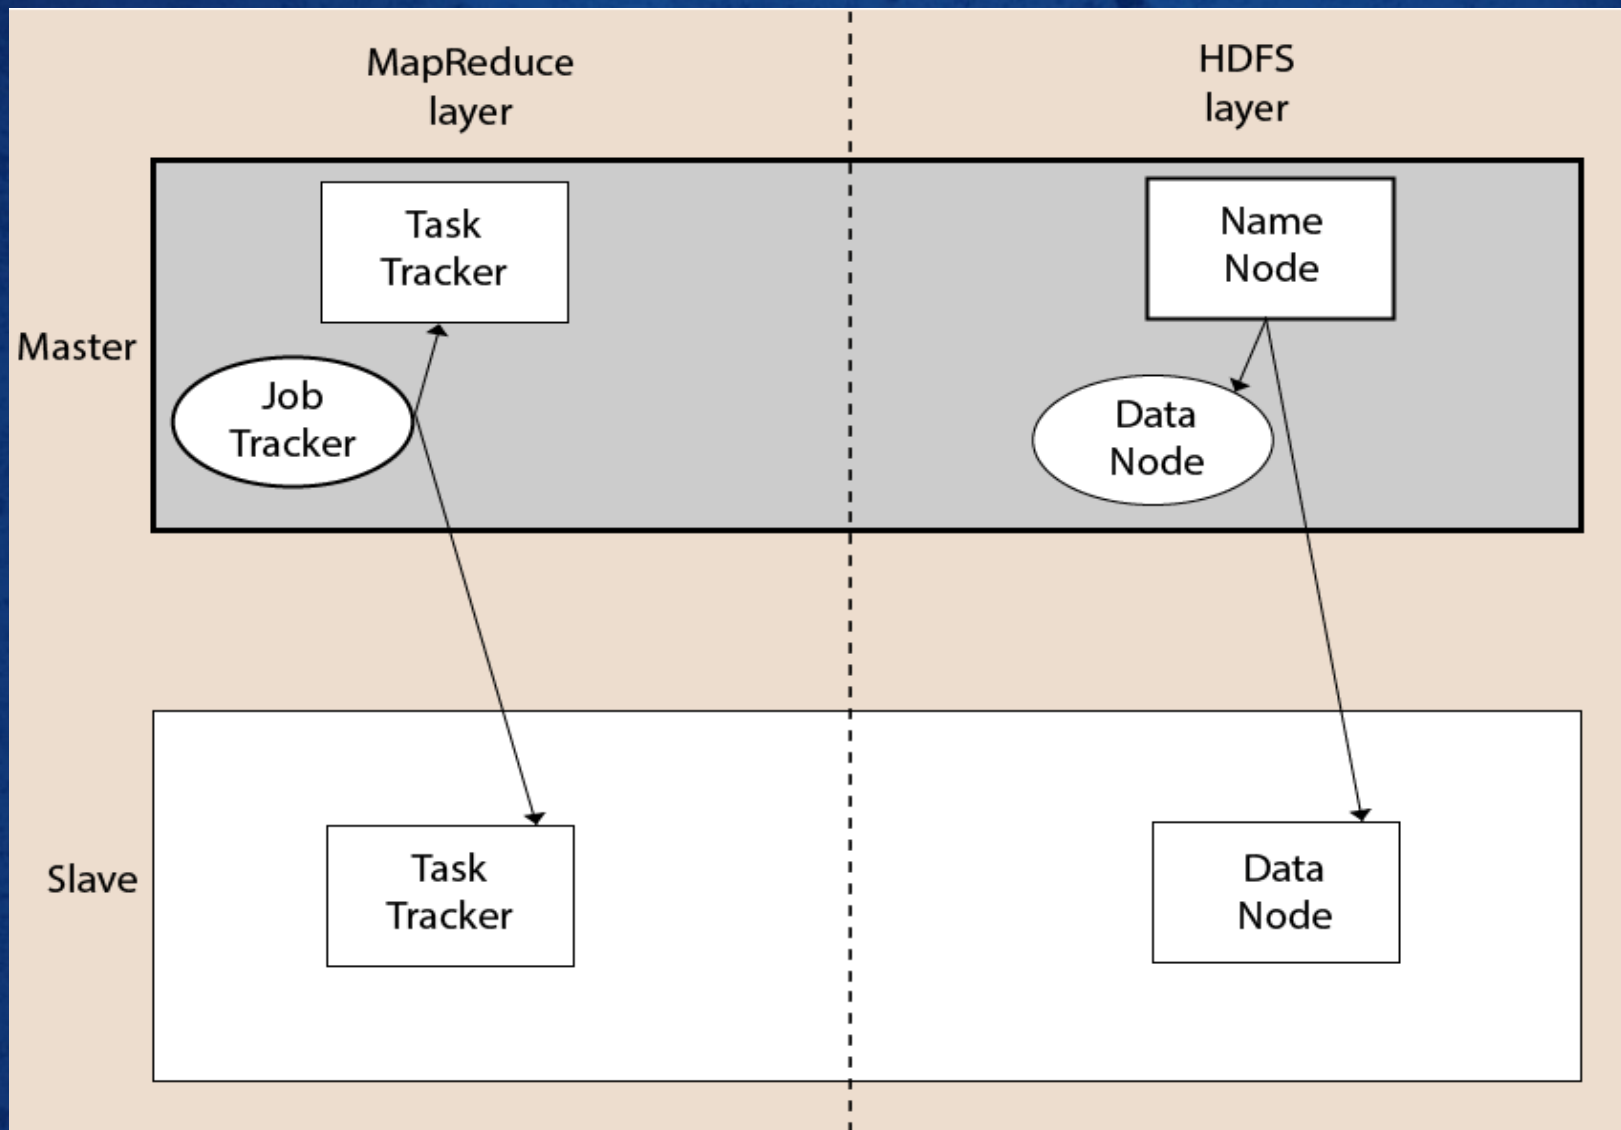 MapReduce
layer
HDFS
layer
Master
Task
Tracker
Job
Tracker
Name
Node
Data
Node
Slave
Task
Tracker
Data
Node